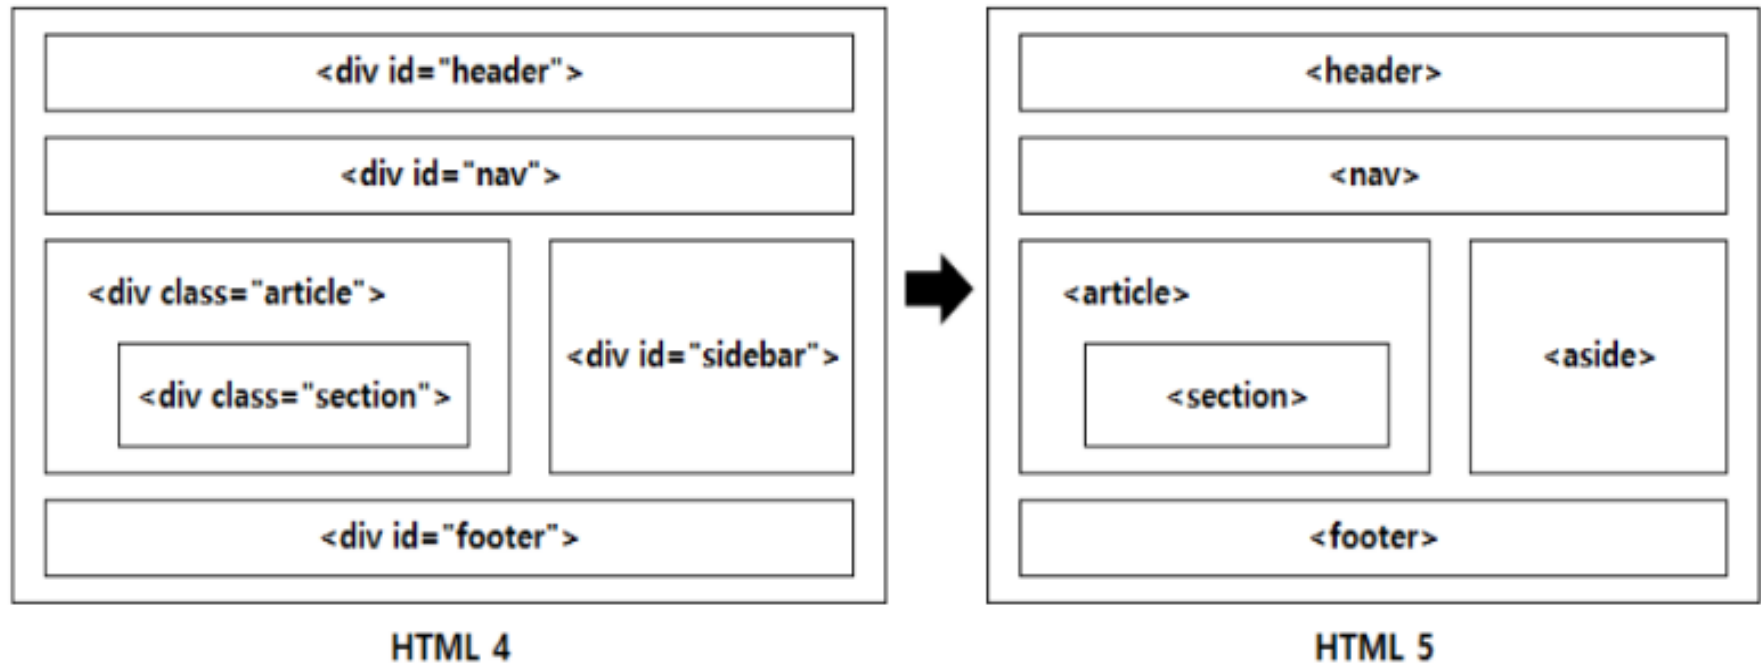 <div id="header">
<div id="nav">
<div class="article">
<div class="section">
<div id="sidebar">
<div id="footer">
HTML 4
<header>
<nav>
<article>
<section>
<aside>
<footer>
HTML 5